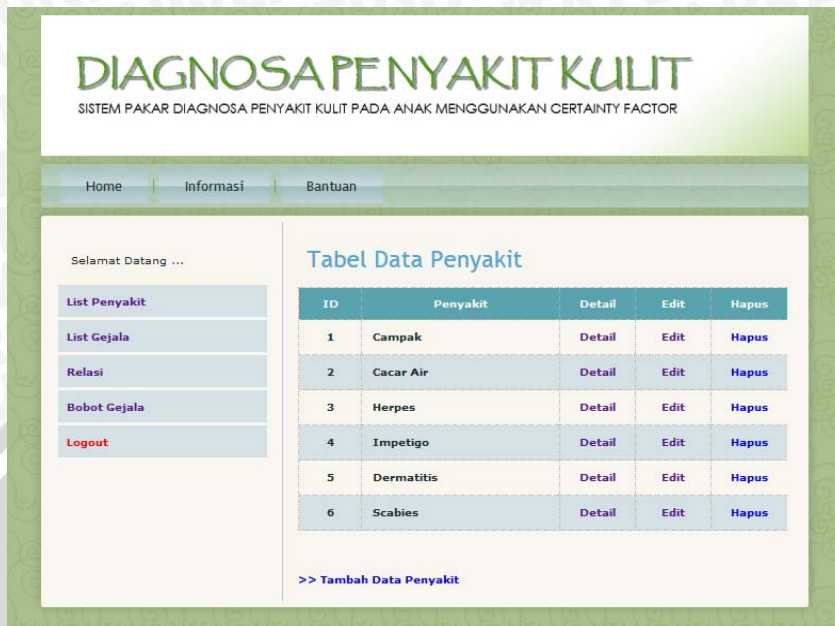 DIAGNOSA PENYAKIT KULIT
SISTEM PAKAR DIAGNOSA PENYAKIT KULIT PADA ANAK MENGGUNAKAN CERTAINTY FACTOR
Home | Informasi | Bantuan
Selamat Datang ...
List Penyakit
List Gejala
Relasi
Bobot Gejala
Logout
Tabel Data Penyakit
ID Penyakit Detail Edit Hapus
1 Campak Detail Edit Hapus
2 Cacar Air Detail Edit Hapus
3 Herpes Detail Edit Hapus
4 Impetigo Detail Edit Hapus
5 Dermatitis Detail Edit Hapus
6 Scabies Detail Edit Hapus
>> Tambah Data Penyakit